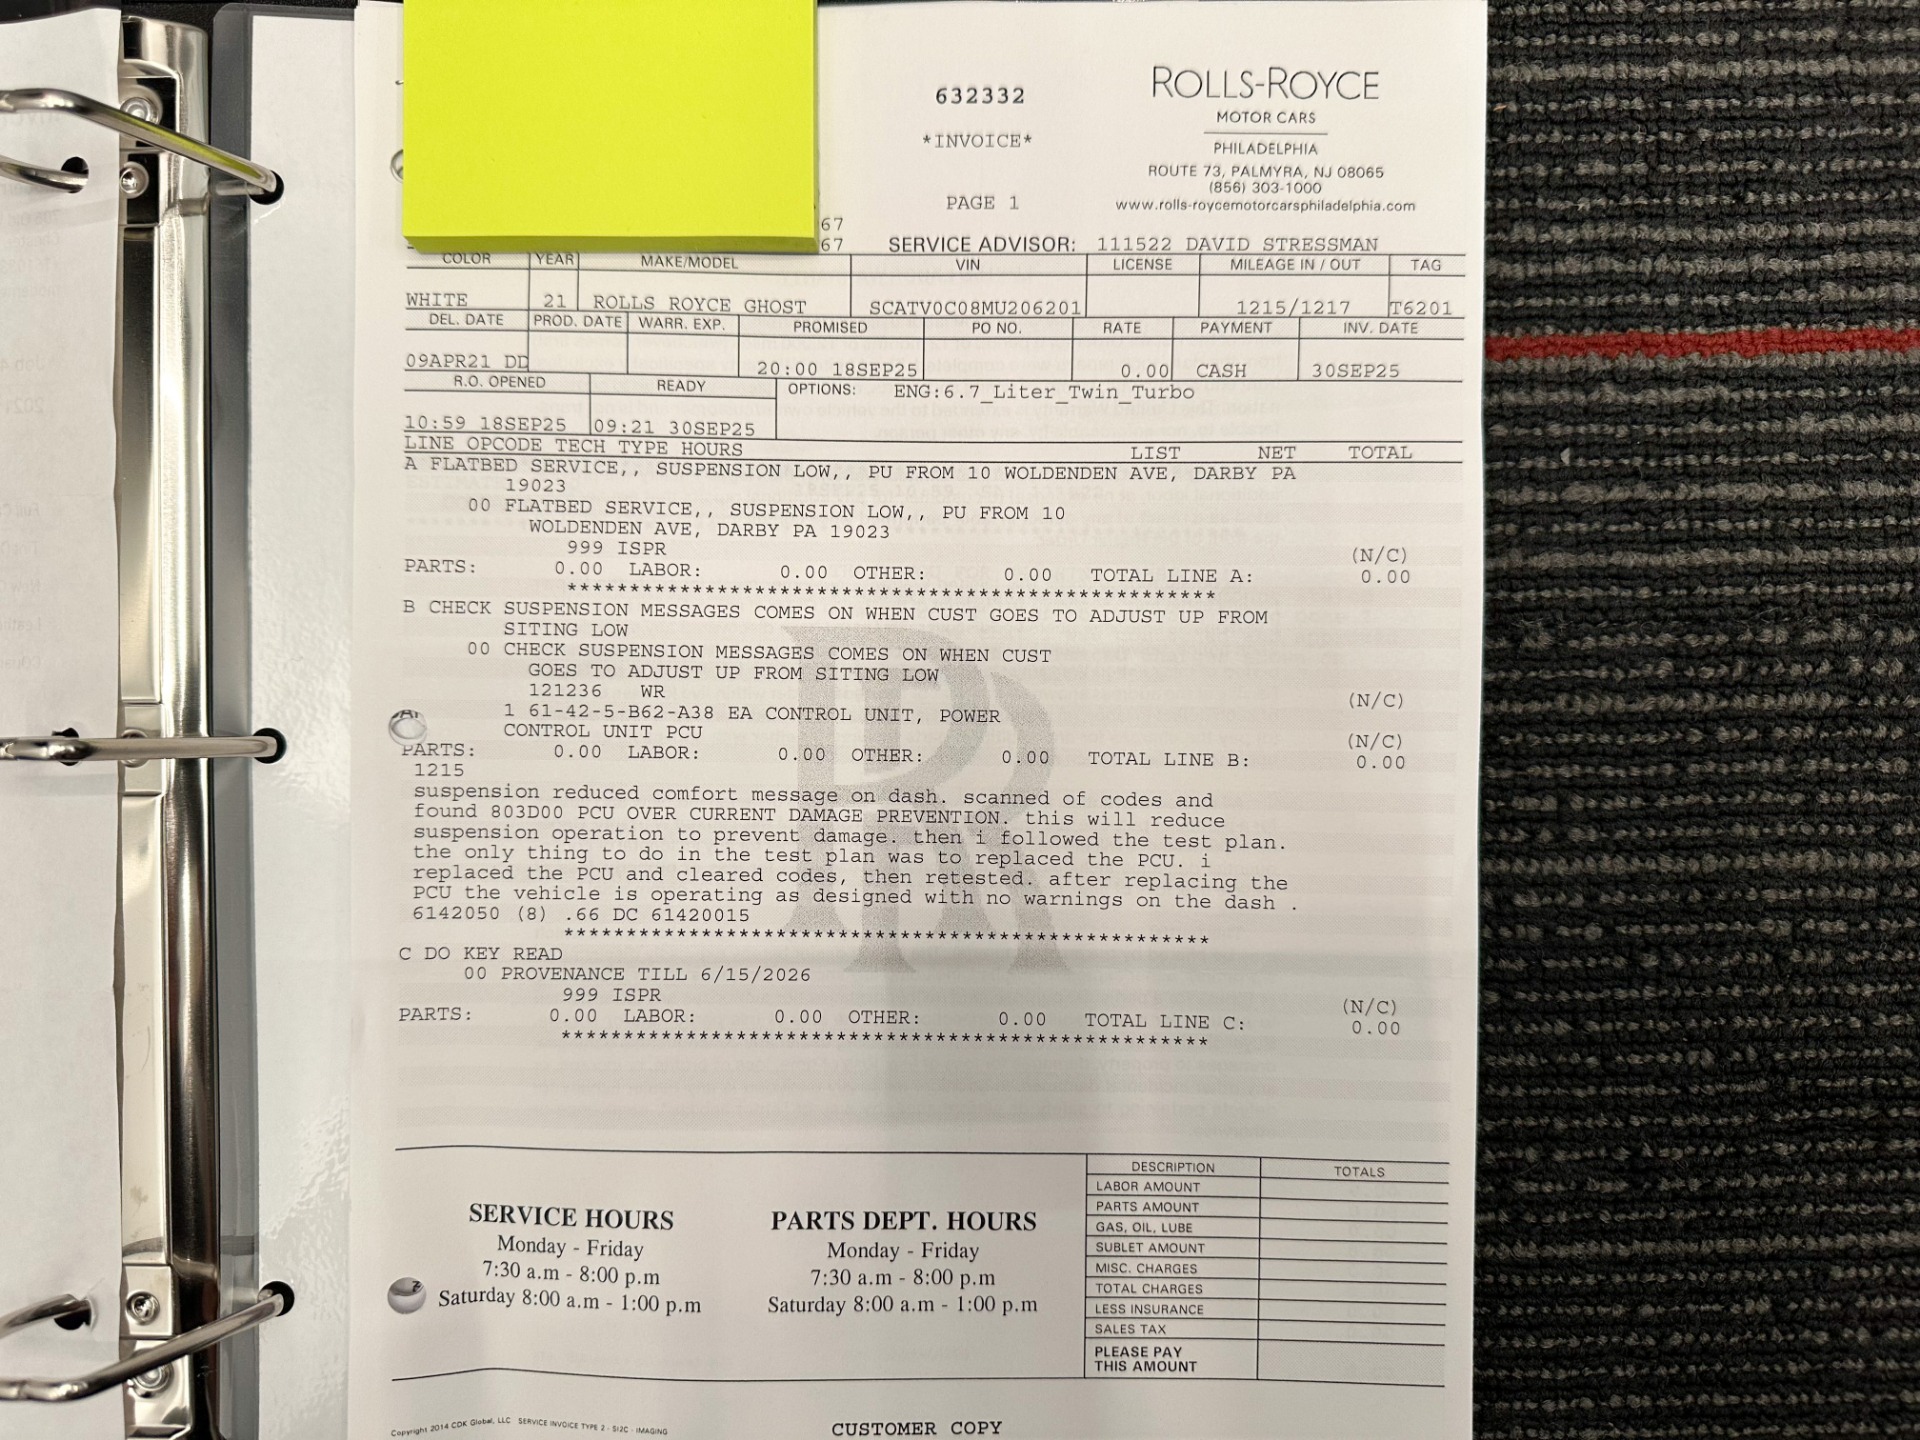 632332
*INVOICE*
PAGE 1
ROLLS-ROYCE
MOTOR CARS
PHILADELPHIA
ROUTE 73, PALMYRA, NJ 08065
(856) 303-1000
www.rolls-roycemotorcarsphiladelphia.com
67
67 SERVICE ADVISOR: 111522 DAVID STRESSMAN
COLOR YEAR MAKE/MODEL VIN LICENSE MILEAGE IN / OUT TAG
WHITE 21 ROLLS ROYCE GHOST SCATV0C08MU206201 1215/1217 T6201
DEL. DATE PROD. DATE WARR. EXP. PROMISED PO NO. RATE PAYMENT INV. DATE
09APR21 DD 20:00 18SEP25 0.00 CASH 30SEP25
R.O. OPENED READY OPTIONS: ENG:6.7_Liter_Twin_Turbo
10:59 18SEP25 09:21 30SEP25
LINE OPCODE TECH TYPE HOURS LIST NET TOTAL
A FLATBED SERVICE,, SUSPENSION LOW,, PU FROM 10 WOLDENDEN AVE, DARBY PA
19023
00 FLATBED SERVICE,, SUSPENSION LOW,, PU FROM 10
WOLDENDEN AVE, DARBY PA 19023
999 ISPR (N/C)
PARTS: 0.00 LABOR: 0.00 OTHER: 0.00 TOTAL LINE A: 0.00
****************************************************
B CHECK SUSPENSION MESSAGES COMES ON WHEN CUST GOES TO ADJUST UP FROM
SITING LOW
00 CHECK SUSPENSION MESSAGES COMES ON WHEN CUST
GOES TO ADJUST UP FROM SITING LOW
121236 WR (N/C)
1 61-42-5-B62-A38 EA CONTROL UNIT, POWER
CONTROL UNIT PCU (N/C)
PARTS: 0.00 LABOR: 0.00 OTHER: 0.00 TOTAL LINE B: 0.00
1215
suspension reduced comfort message on dash. scanned of codes and
found 803D00 PCU OVER CURRENT DAMAGE PREVENTION. this will reduce
suspension operation to prevent damage. then i followed the test plan.
the only thing to do in the test plan was to replaced the PCU. i
replaced the PCU and cleared codes, then retested. after replacing the
PCU the vehicle is operating as designed with no warnings on the dash .
6142050 (8) .66 DC 61420015
****************************************************
C DO KEY READ
00 PROVENANCE TILL 6/15/2026
999 ISPR (N/C)
PARTS: 0.00 LABOR: 0.00 OTHER: 0.00 TOTAL LINE C: 0.00
****************************************************
SERVICE HOURS
Monday - Friday
7:30 a.m - 8:00 p.m
Saturday 8:00 a.m - 1:00 p.m
PARTS DEPT. HOURS
Monday - Friday
7:30 a.m - 8:00 p.m
Saturday 8:00 a.m - 1:00 p.m
DESCRIPTION TOTALS
LABOR AMOUNT
PARTS AMOUNT
GAS, OIL, LUBE
SUBLET AMOUNT
MISC. CHARGES
TOTAL CHARGES
LESS INSURANCE
SALES TAX
PLEASE PAY
THIS AMOUNT
Copyright 2014 CDK Global, LLC SERVICE INVOICE TYPE 2 - SI2C - IMAGING
CUSTOMER COPY